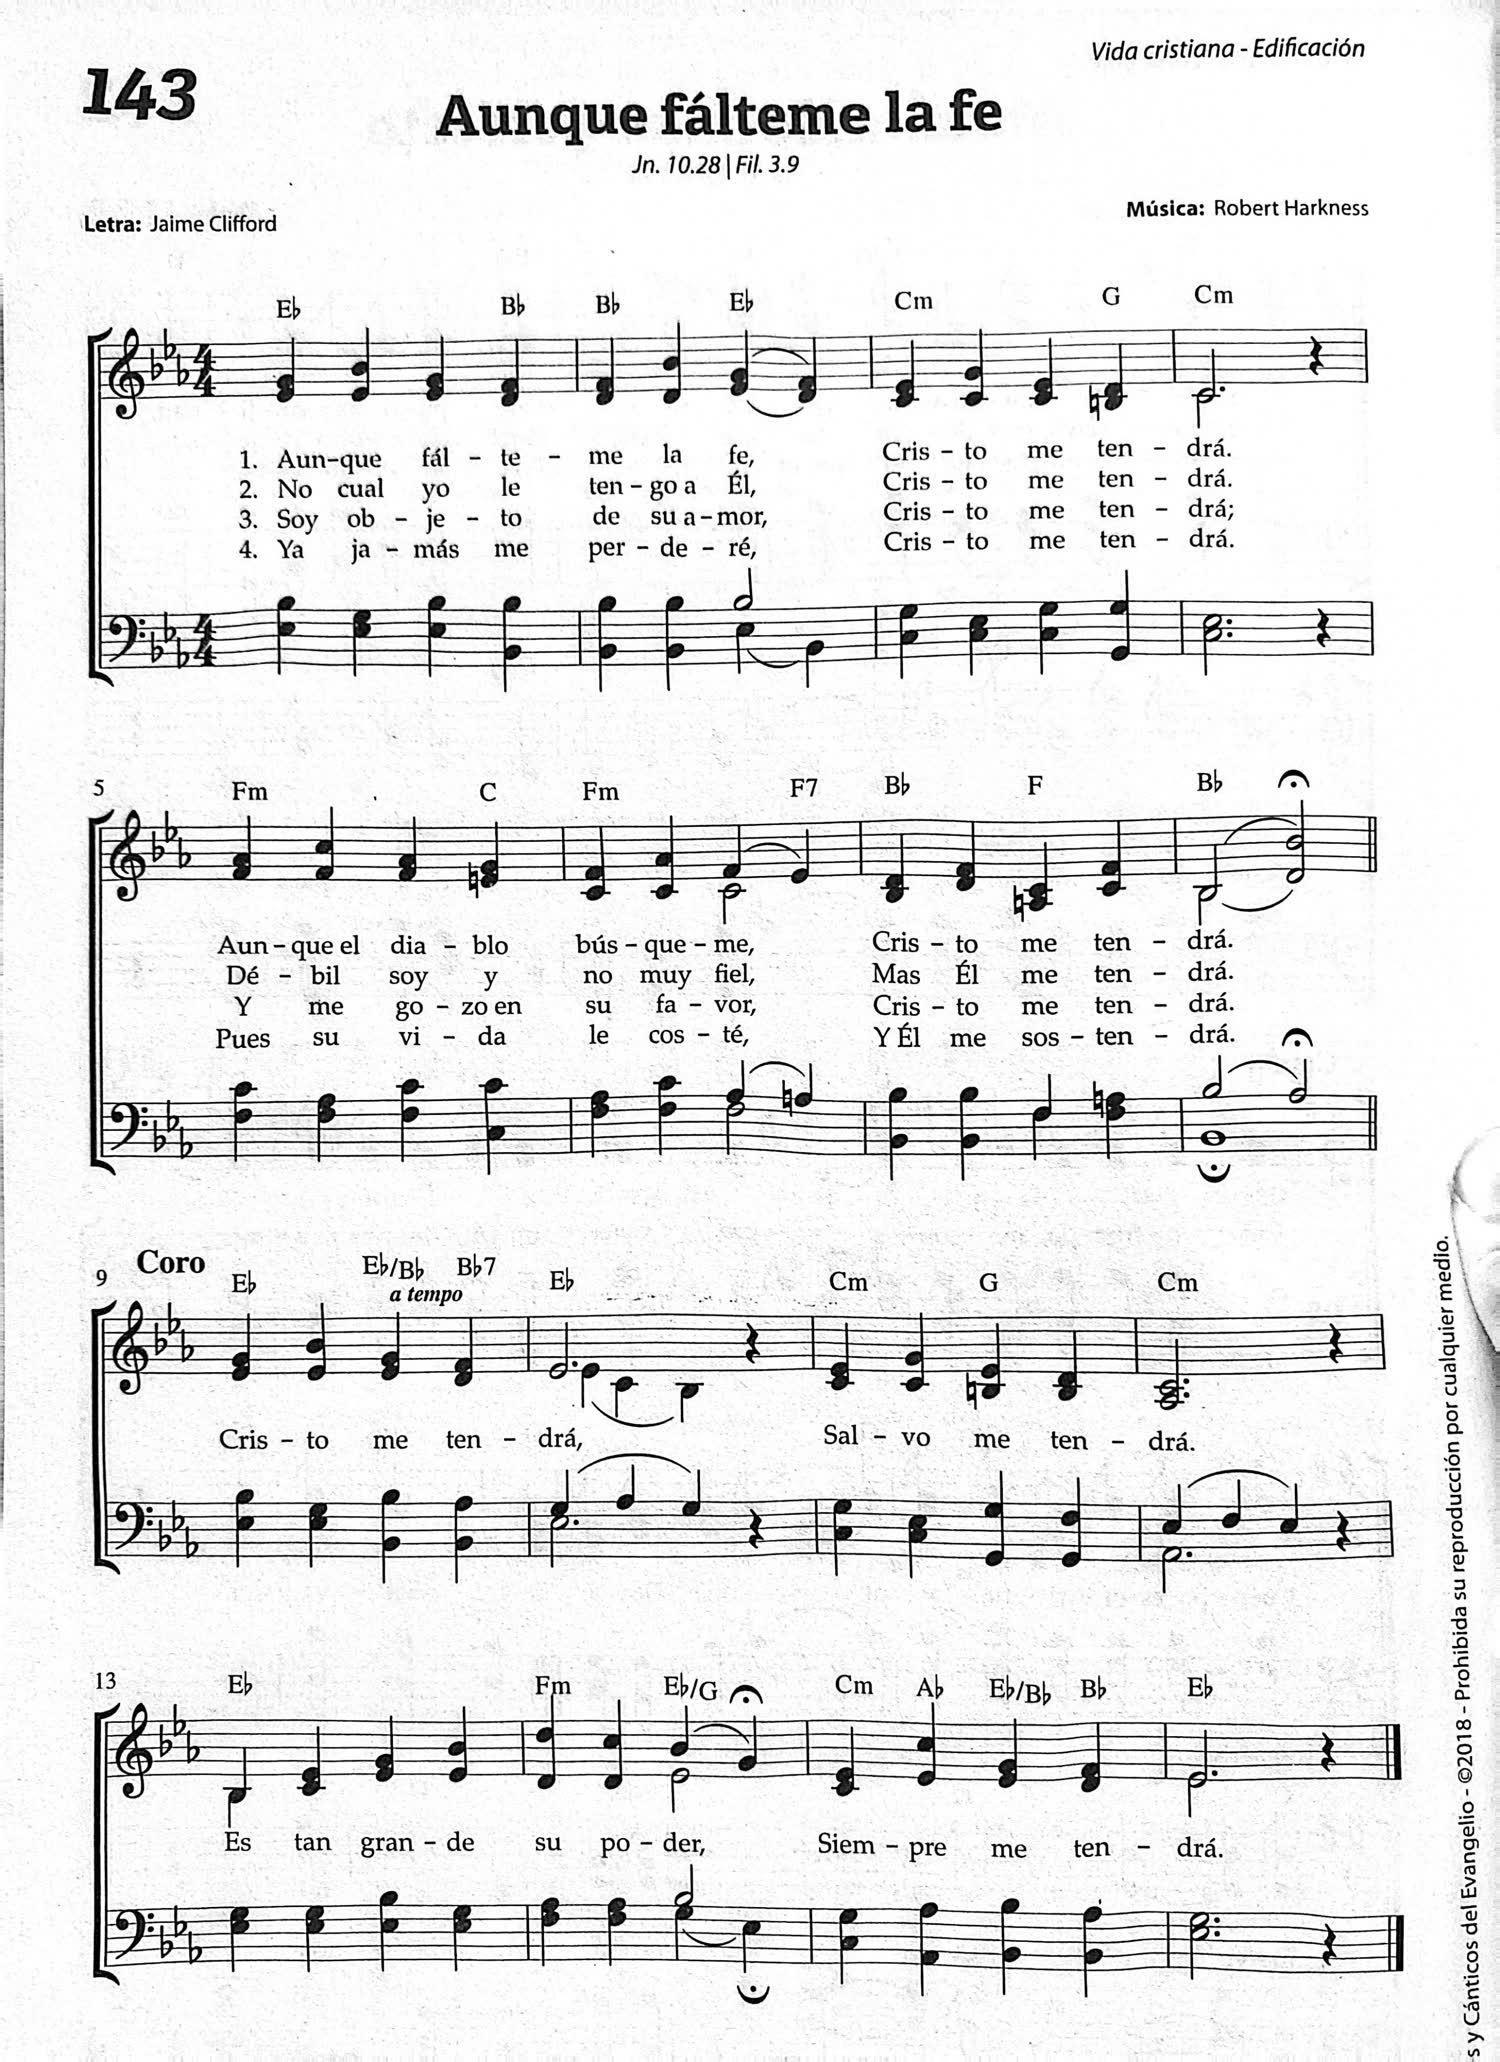 Vida cristiana - Edificación
143
Aunque fálteme la fe
Jn. 10.28 | Fil. 3.9
Letra: Jaime Clifford
Música: Robert Harkness
E♭ B♭ B♭ E♭ Cm G Cm
4/4
1. Aun-que fál - te - me la fe, Cris - to me ten - drá.
2. No cual yo le ten - go a Él, Cris - to me ten - drá.
3. Soy ob - je - to de su a-mor, Cris - to me ten - drá;
4. Ya ja - más me per - de - ré, Cris - to me ten - drá.
4/4
5 Fm C Fm F7 B♭ F B♭
Aun-que el dia - blo bús - que - me, Cris - to me ten - drá.
Dé - bil soy y no muy fiel, Mas Él me ten - drá.
Y me go - zo en su fa - vor, Cris - to me ten - drá.
Pues su vi - da le cos - té, Y Él me sos - ten - drá.
9 Coro E♭ E♭/B♭ B♭7 E♭ Cm G Cm
a tempo
Cris - to me ten - drá, Sal - vo me ten - drá.
13 E♭ Fm E♭/G Cm A♭ E♭/B♭ B♭ E♭
Es tan gran - de su po - der, Siem - pre me ten - drá.
s y Cánticos del Evangelio - ©2018 - Prohibida su reproducción por cualquier medio.